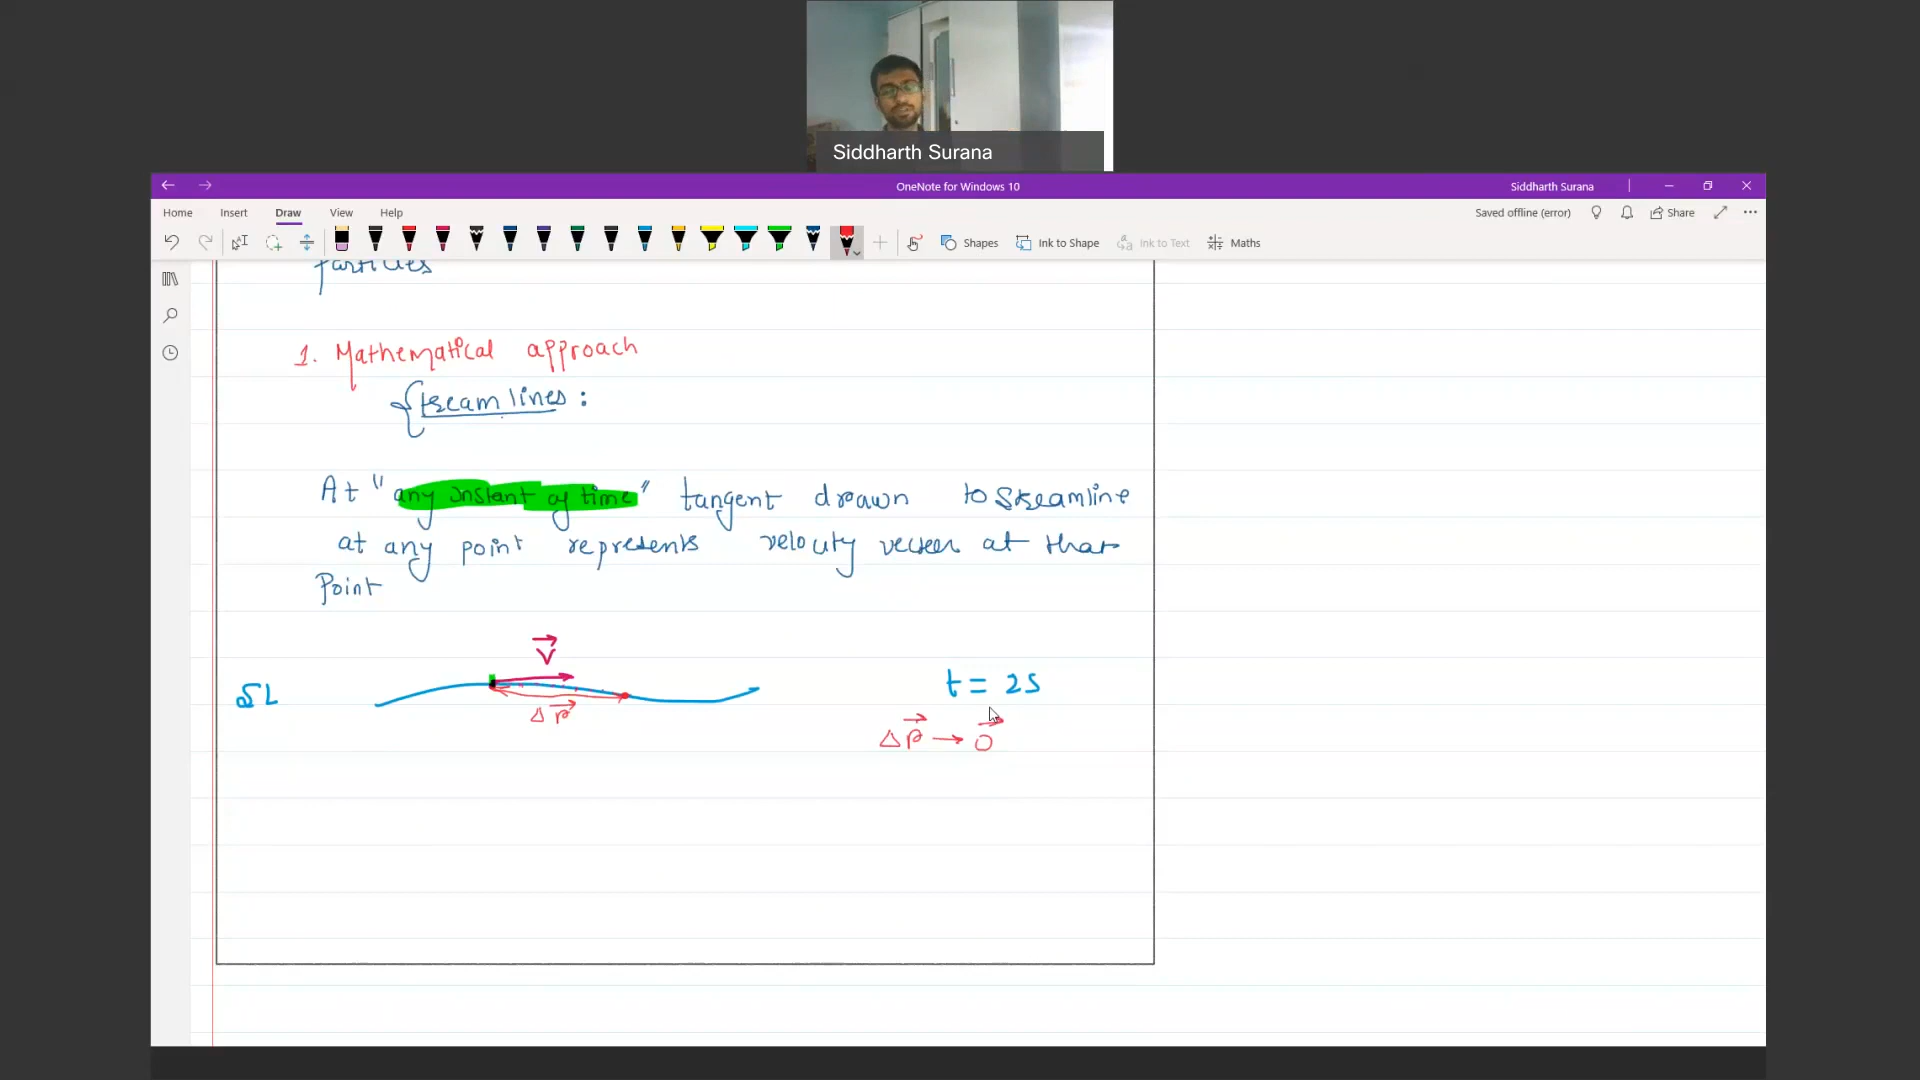 Siddharth Surana
OneNote for Windows 10
Siddharth Surana
Home Insert Draw View Help
Saved offline (error)
Share
Shapes
Ink to Shape
Ink to Text
Maths
particles
1. Mathematical approach
Streamlines :
At "any instant of time" tangent drawn to streamline
at any point represents velocity vector at that
Point
V
SL
t = 2s
Δr
Δr → 0